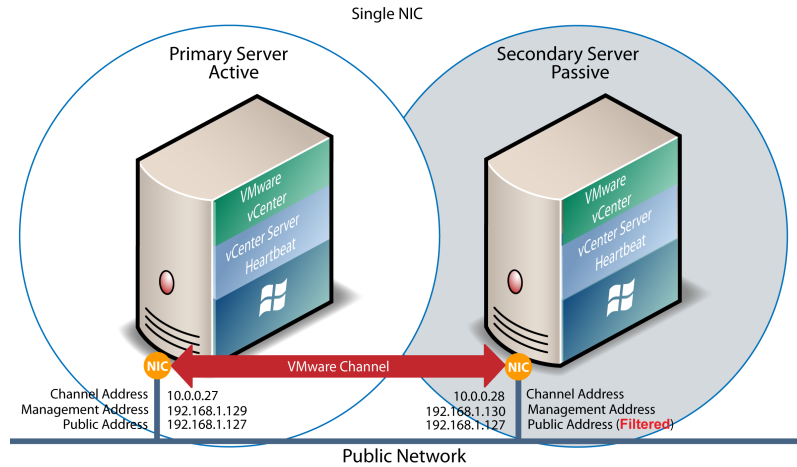 Single NIC
Primary Server
Active
Secondary Server
Passive
VMware
vCenter
vCenter Server
Heartbeat
VMware
vCenter
vCenter Server
Heartbeat
NIC
VMware Channel
NIC
Channel Address 10.0.0.27
Management Address 192.168.1.129
Public Address 192.168.1.127
10.0.0.28 Channel Address
192.168.1.130 Management Address
192.168.1.127 Public Address (Filtered)
Public Network